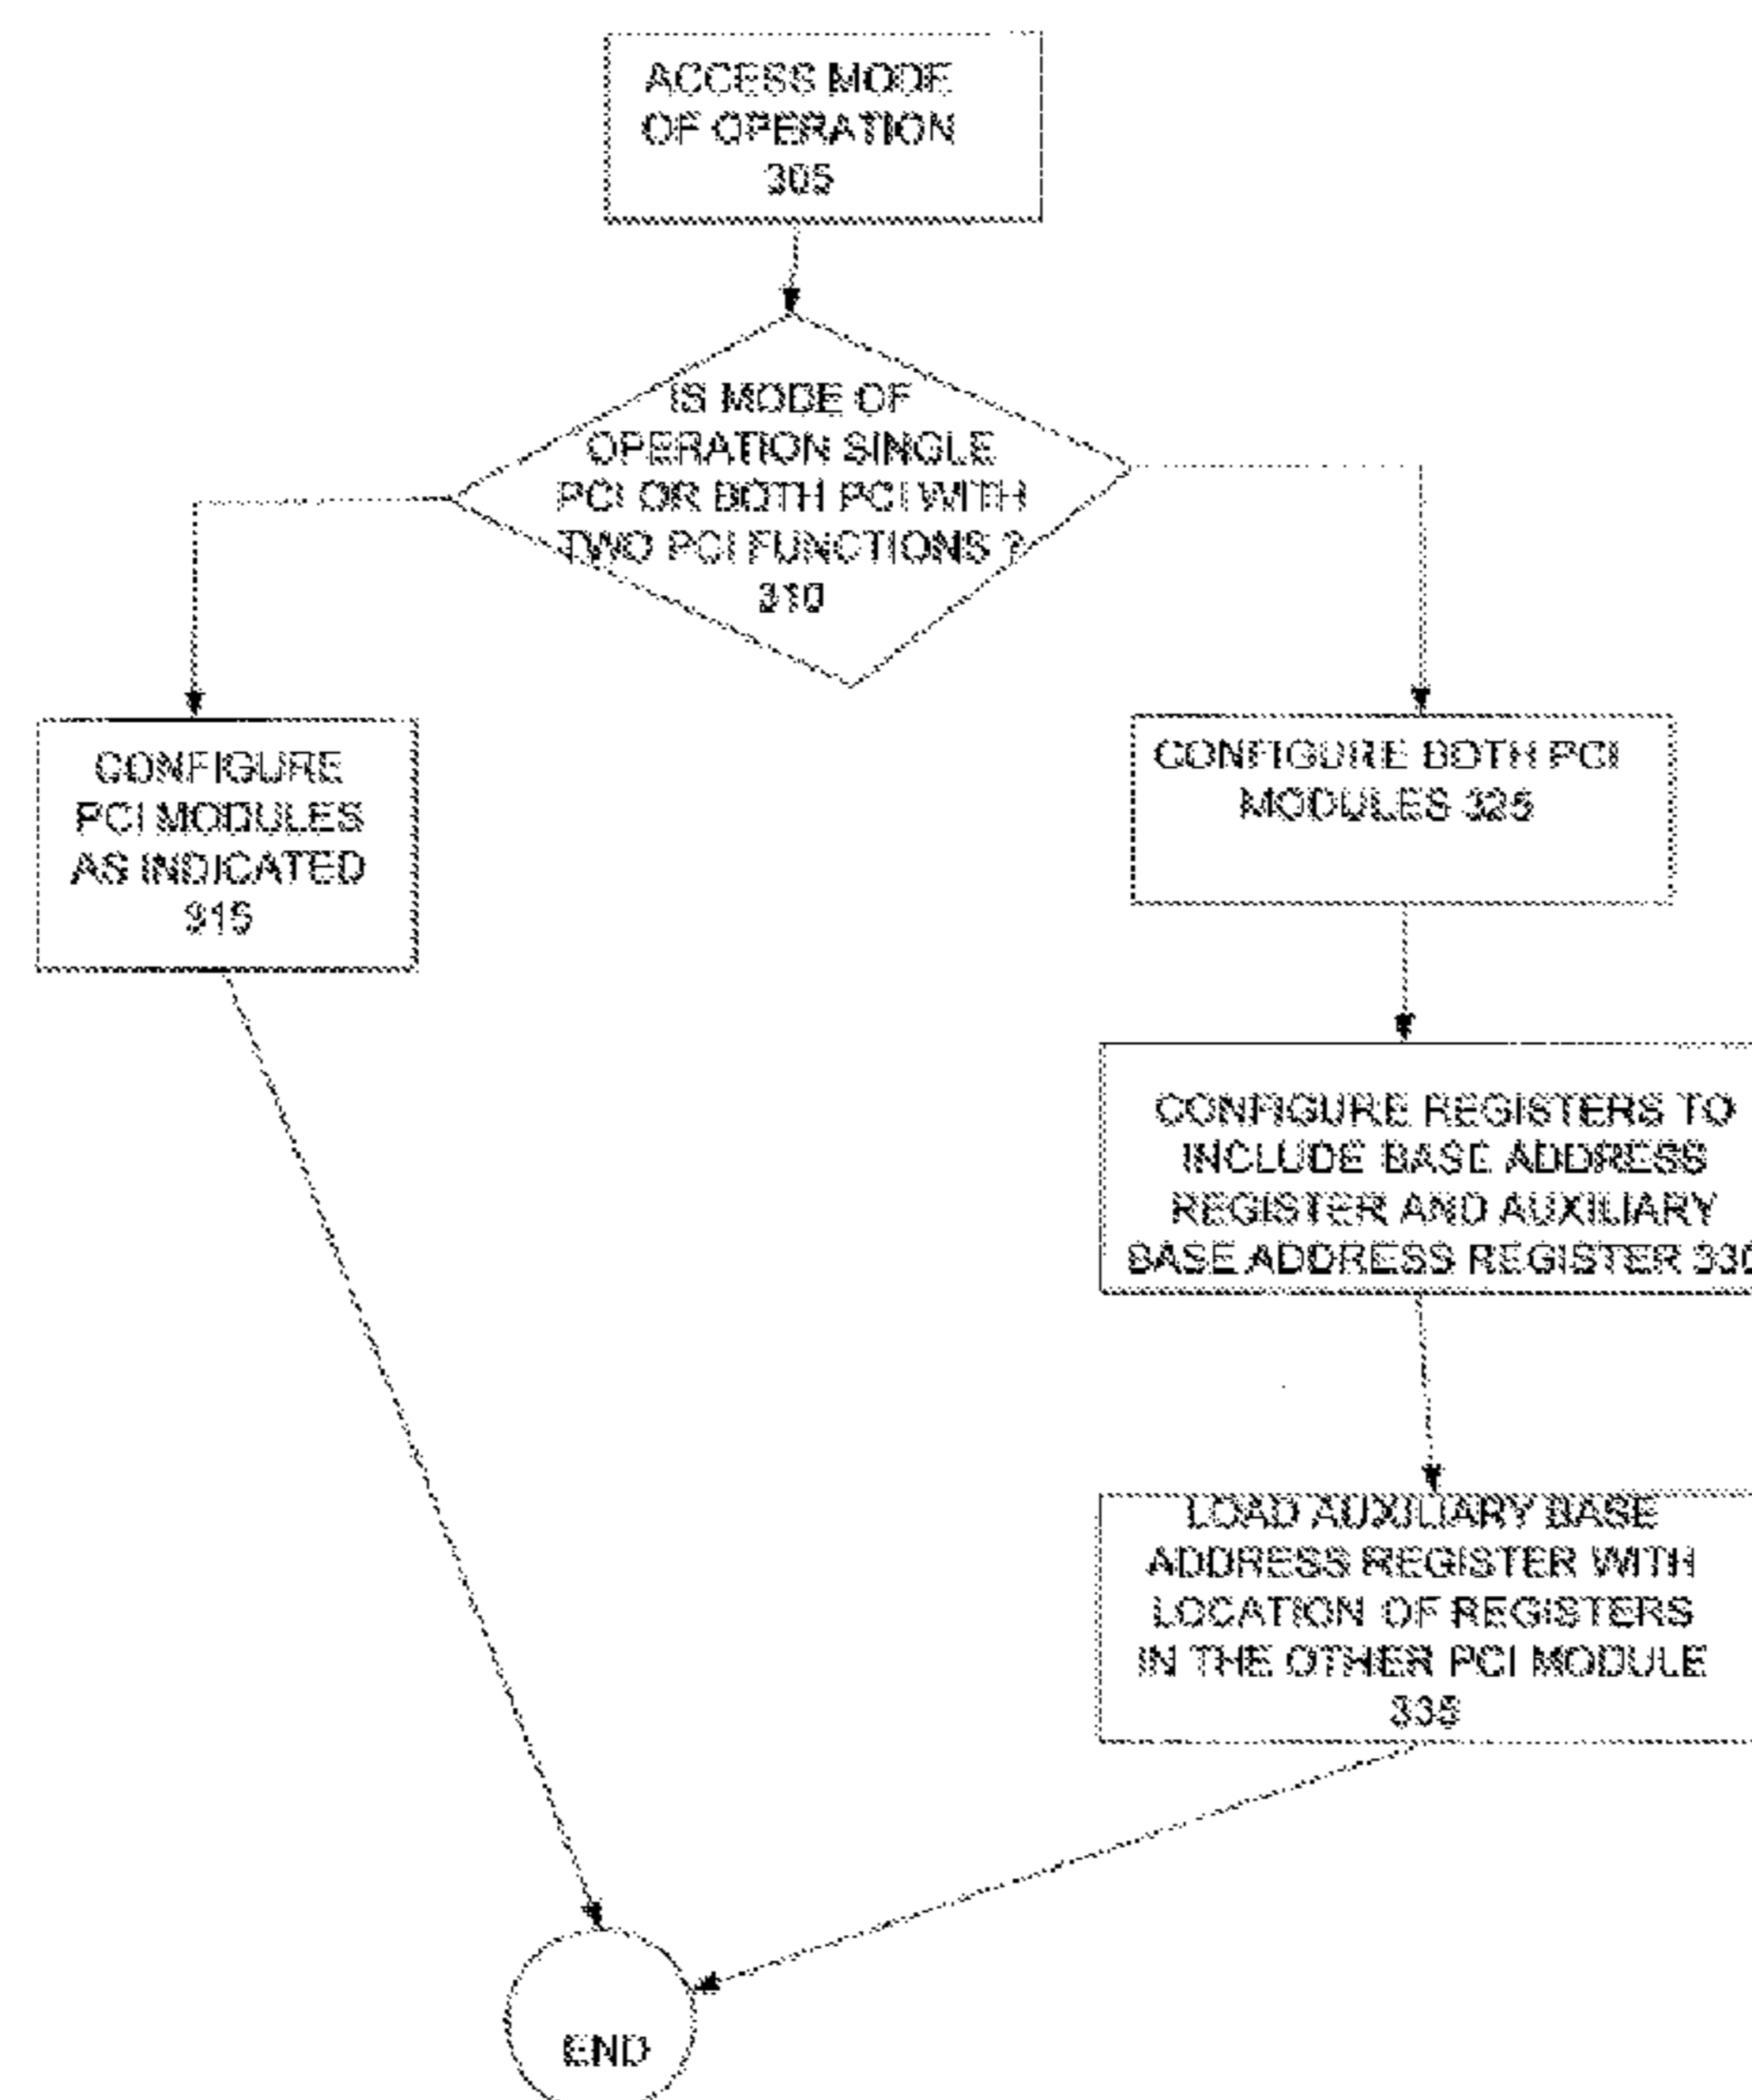 ACCESS MODE
OF OPERATION
305
IS MODE OF
OPERATION SINGLE
PCI OR BOTH PCI WITH
TWO PCI FUNCTIONS ?
310
CONFIGURE
PCI MODULES
AS INDICATED
315
CONFIGURE BOTH PCI
MODULES 325
CONFIGURE REGISTERS TO
INCLUDE BASE ADDRESS
REGISTER AND AUXILIARY
BASE ADDRESS REGISTER 330
LOAD AUXILIARY BASE
ADDRESS REGISTER WITH
LOCATION OF REGISTERS
IN THE OTHER PCI MODULE
335
END